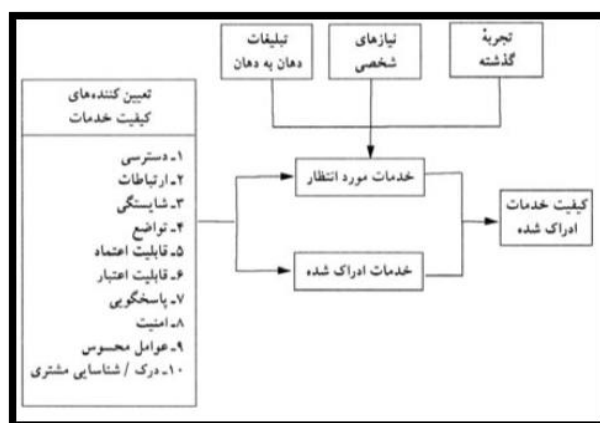 تجربۀ
گذشته
نیازهای
شخصی
تبلیغات
دهان به دهان
تعیین کننده‌های
کیفیت خدمات
۱ـ دسترسی
۲ـ ارتباطات
۳ـ شایستگی
۴ـ تواضع
۵ـ قابلیت اعتماد
۶ـ قابلیت اعتبار
۷ـ پاسخگویی
۸ـ امنیت
۹ـ عوامل محسوس
۱۰ـ درک / شناسایی مشتری
خدمات مورد انتظار
خدمات ادراک شده
کیفیت خدمات
ادراک شده